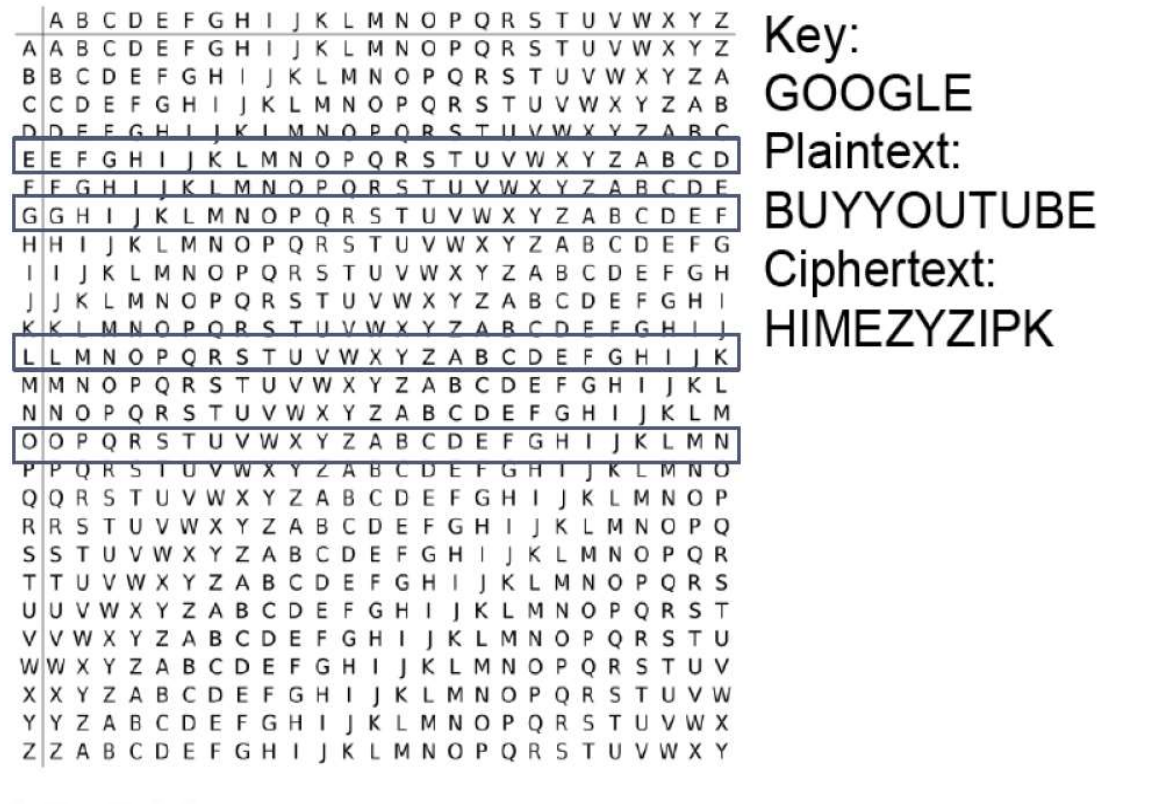 A B C D E F G H I J K L M N O P Q R S T U V W X Y Z
A A B C D E F G H I J K L M N O P Q R S T U V W X Y Z
B B C D E F G H I J K L M N O P Q R S T U V W X Y Z A
C C D E F G H I J K L M N O P Q R S T U V W X Y Z A B
D D E F G H I J K L M N O P Q R S T U V W X Y Z A B C
E E F G H I J K L M N O P Q R S T U V W X Y Z A B C D
F F G H I J K L M N O P Q R S T U V W X Y Z A B C D E
G G H I J K L M N O P Q R S T U V W X Y Z A B C D E F
H H I J K L M N O P Q R S T U V W X Y Z A B C D E F G
I I J K L M N O P Q R S T U V W X Y Z A B C D E F G H
J J K L M N O P Q R S T U V W X Y Z A B C D E F G H I
K K L M N O P Q R S T U V W X Y Z A B C D E F G H I J
L L M N O P Q R S T U V W X Y Z A B C D E F G H I J K
M M N O P Q R S T U V W X Y Z A B C D E F G H I J K L
N N O P Q R S T U V W X Y Z A B C D E F G H I J K L M
O O P Q R S T U V W X Y Z A B C D E F G H I J K L M N
P P Q R S T U V W X Y Z A B C D E F G H I J K L M N O
Q Q R S T U V W X Y Z A B C D E F G H I J K L M N O P
R R S T U V W X Y Z A B C D E F G H I J K L M N O P Q
S S T U V W X Y Z A B C D E F G H I J K L M N O P Q R
T T U V W X Y Z A B C D E F G H I J K L M N O P Q R S
U U V W X Y Z A B C D E F G H I J K L M N O P Q R S T
V V W X Y Z A B C D E F G H I J K L M N O P Q R S T U
W W X Y Z A B C D E F G H I J K L M N O P Q R S T U V
X X Y Z A B C D E F G H I J K L M N O P Q R S T U V W
Y Y Z A B C D E F G H I J K L M N O P Q R S T U V W X
Z Z A B C D E F G H I J K L M N O P Q R S T U V W X Y
Key:
GOOGLE
Plaintext:
BUYYOUTUBE
Ciphertext:
HIMEZYZIPK